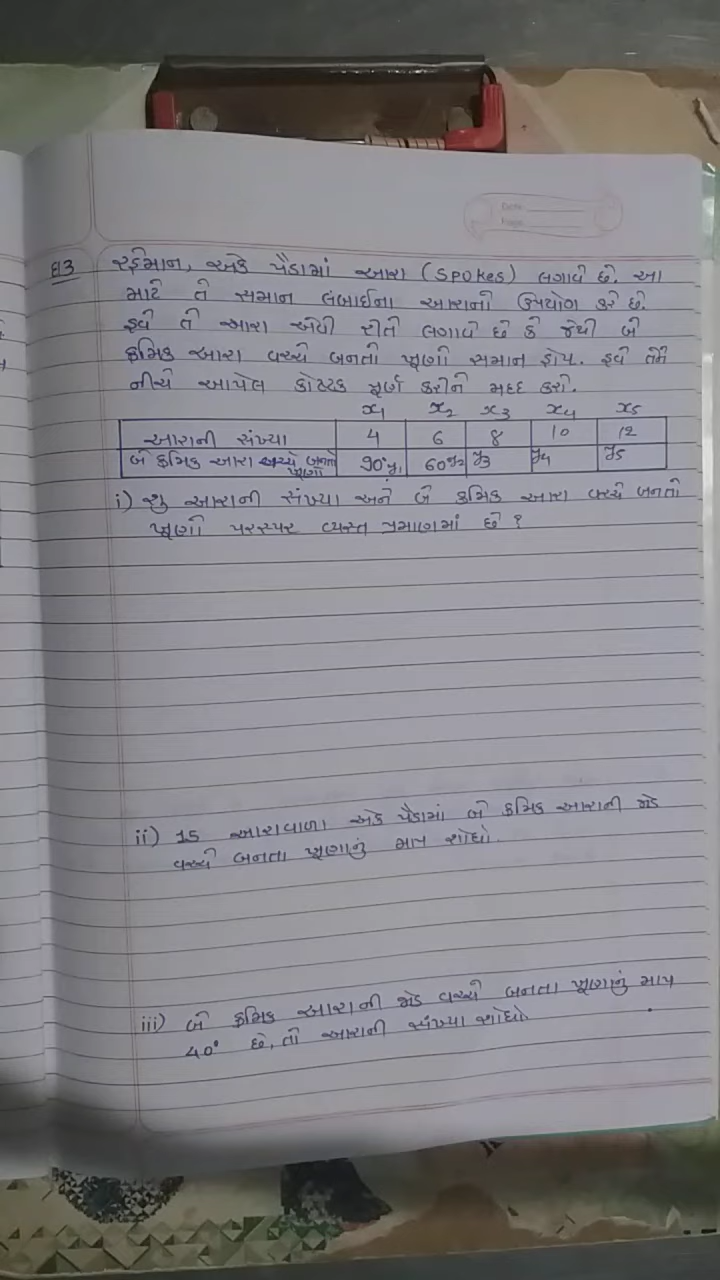 Date
Page
દા3 રહેમાન, એક પૈડામાં આરા (spokes) લગાવે છે. આ
માટે તે સમાન લંબાઈના આરાનો ઉપયોગ કરે છે.
હવે તે આરા એવી રીતે લગાવે છે કે જેથી બે
ક્રમિક આરા વચ્ચે બનતો ખૂણો સમાન હોય. હવે તેને
નીચે આપેલ કોષ્ટક પૂર્ણ કરીને મદદ કરો.
x1 x2 x3 x4 x5
આરાની સંખ્યા 4 6 8 10 12
બે ક્રમિક આરા વચ્ચે બનતો ખૂણો 90° y1 60° y2 y3 y4 y5
i) શુ આરાની સંખ્યા અને બે ક્રમિક આરા વચ્ચે બનતો
ખૂણો પરસ્પર વ્યસ્ત પ્રમાણમાં છે ?
ii) 15 આરાવાળા એક પૈડામાં બે ક્રમિક આરાની જોડ
વચ્ચે બનતા ખૂણાનું માપ શોધો.
iii) બે ક્રમિક આરાની જોડ વચ્ચે બનતા ખૂણાનું માપ
40° છે, તો આરાની સંખ્યા શોધો.